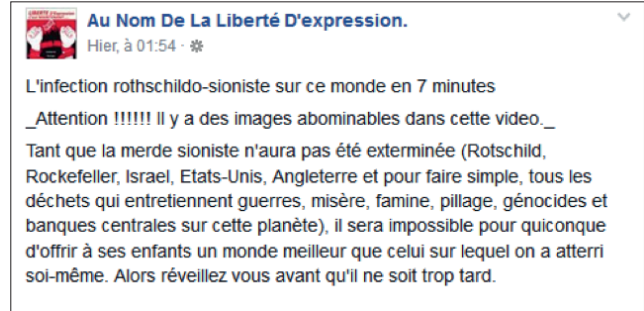 Au Nom De La Liberté D'expression.
Hier, à 01:54 ·
L'infection rothschildo-sioniste sur ce monde en 7 minutes
_Attention !!!!!! Il y a des images abominables dans cette video._
Tant que la merde sioniste n'aura pas été exterminée (Rotschild,
Rockefeller, Israel, Etats-Unis, Angleterre et pour faire simple, tous les
déchets qui entretiennent guerres, misère, famine, pillage, génocides et
banques centrales sur cette planète), il sera impossible pour quiconque
d'offrir à ses enfants un monde meilleur que celui sur lequel on a atterri
soi-même. Alors réveillez vous avant qu'il ne soit trop tard.